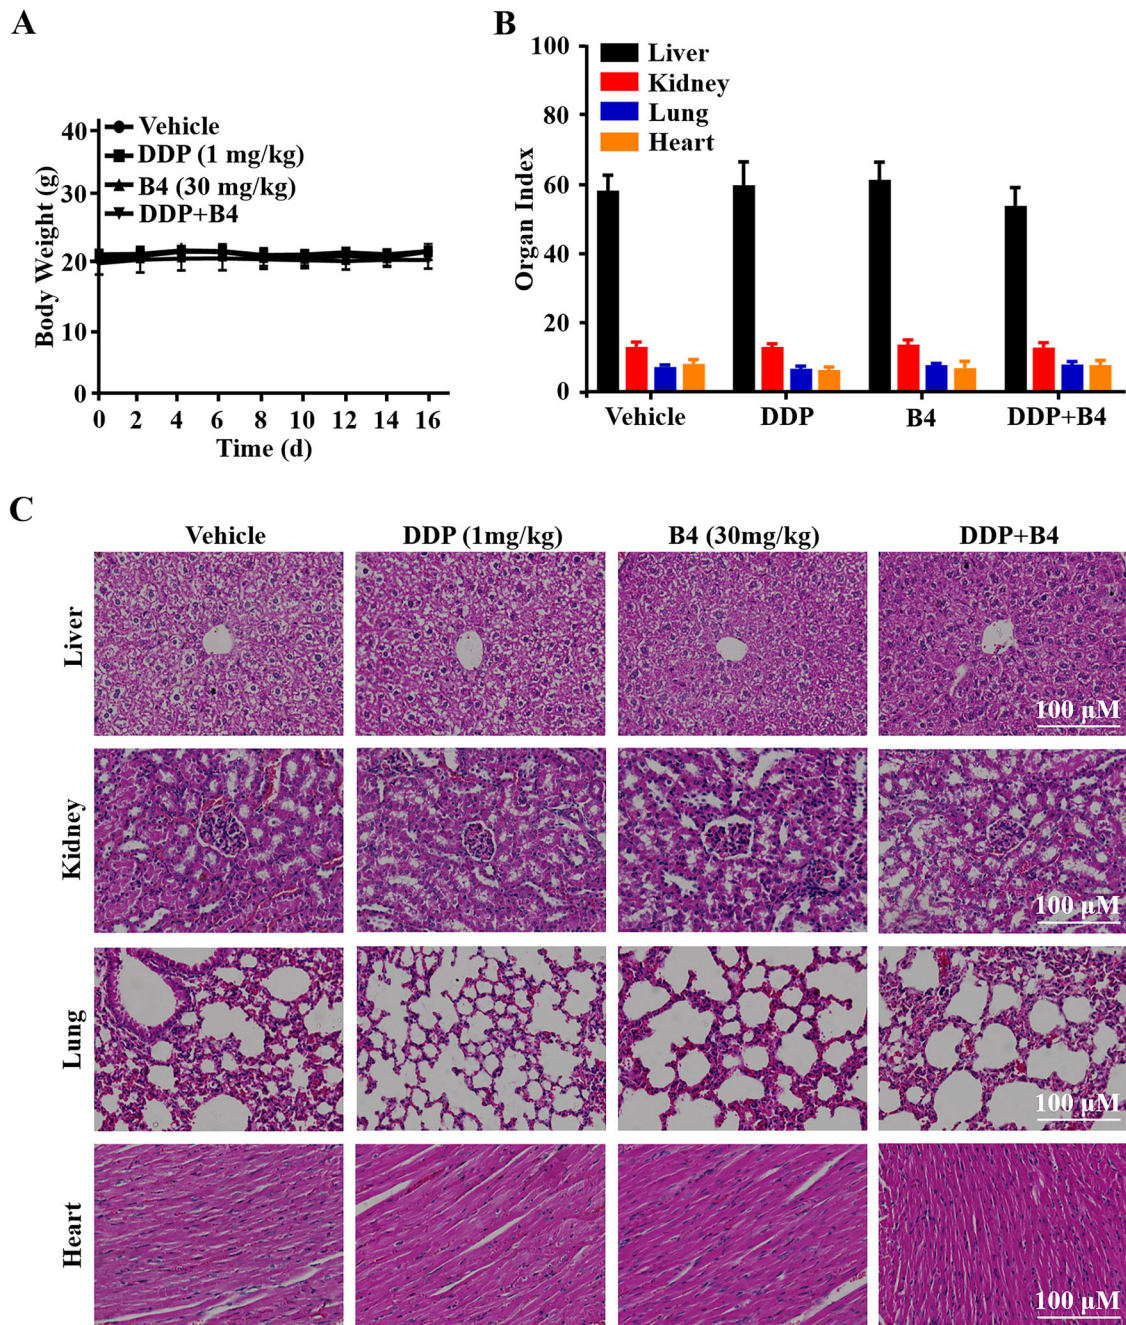 A
Vehicle
DDP (1 mg/kg)
B4 (30 mg/kg)
DDP+B4
Body Weight (g)
40
30
20
10
0
0 2 4 6 8 10 12 14 16
Time (d)
B
Liver
Kidney
Lung
Heart
Organ Index
100
80
60
40
20
0
Vehicle DDP B4 DDP+B4
C
Vehicle DDP (1mg/kg) B4 (30mg/kg) DDP+B4
Liver
100 µM
Kidney
100 µM
Lung
100 µM
Heart
100 µM